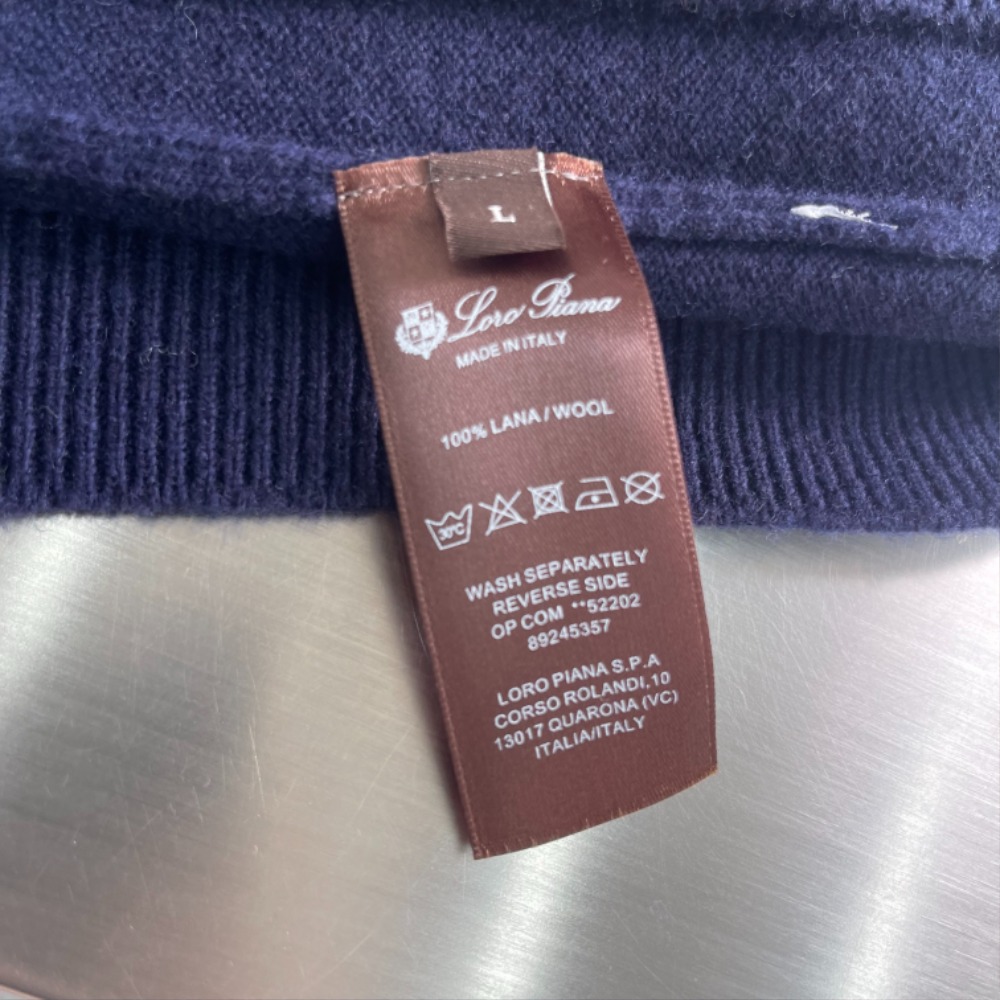 L
Loro Piana
MADE IN ITALY
100% LANA / WOOL
30°C
WASH SEPARATELY
REVERSE SIDE
OP COM **52202
89245357
LORO PIANA S.P.A
CORSO ROLANDI,10
13017 QUARONA (VC)
ITALIA/ITALY